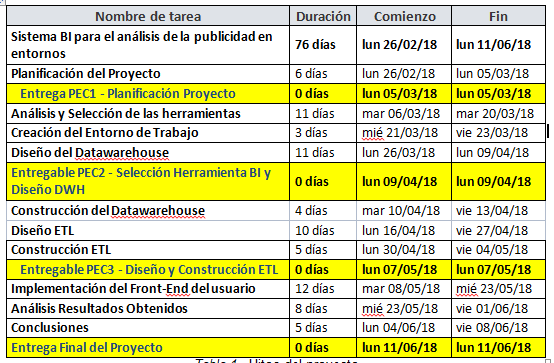 Nombre de tarea Duración Comienzo Fin
Sistema BI para el análisis de la publicidad en
entornos 76 días lun 26/02/18 lun 11/06/18
Planificación del Proyecto 6 días lun 26/02/18 lun 05/03/18
Entrega PEC1 - Planificación Proyecto 0 días lun 05/03/18 lun 05/03/18
Análisis y Selección de las herramientas 11 días mar 06/03/18 mar 20/03/18
Creación del Entorno de Trabajo 3 días mié 21/03/18 vie 23/03/18
Diseño del Datawarehouse 11 días lun 26/03/18 lun 09/04/18
Entregable PEC2 - Selección Herramienta BI y
Diseño DWH 0 días lun 09/04/18 lun 09/04/18
Construcción del Datawarehouse 4 días mar 10/04/18 vie 13/04/18
Diseño ETL 10 días lun 16/04/18 vie 27/04/18
Construcción ETL 5 días lun 30/04/18 vie 04/05/18
Entregable PEC3 - Diseño y Construcción ETL 0 días lun 07/05/18 lun 07/05/18
Implementación del Front-End del usuario 12 días mar 08/05/18 mié 23/05/18
Análisis Resultados Obtenidos 8 días mié 23/05/18 vie 01/06/18
Conclusiones 5 días lun 04/06/18 vie 08/06/18
Entrega Final del Proyecto 0 días lun 11/06/18 lun 11/06/18
Tabla 1. Hitos del proyecto